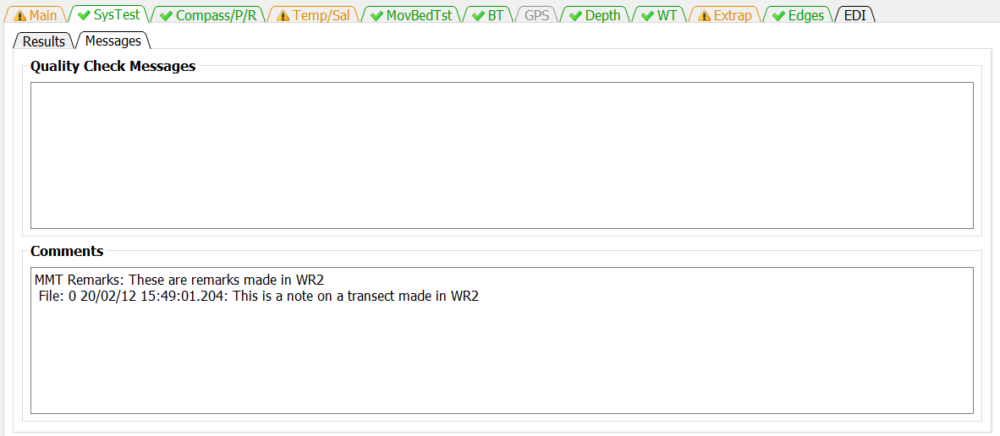 Main SysTest Compass/P/R Temp/Sal MovBedTst BT GPS Depth WT Extrap Edges EDI
Results Messages
Quality Check Messages
Comments
MMT Remarks: These are remarks made in WR2
File: 0 20/02/12 15:49:01.204: This is a note on a transect made in WR2